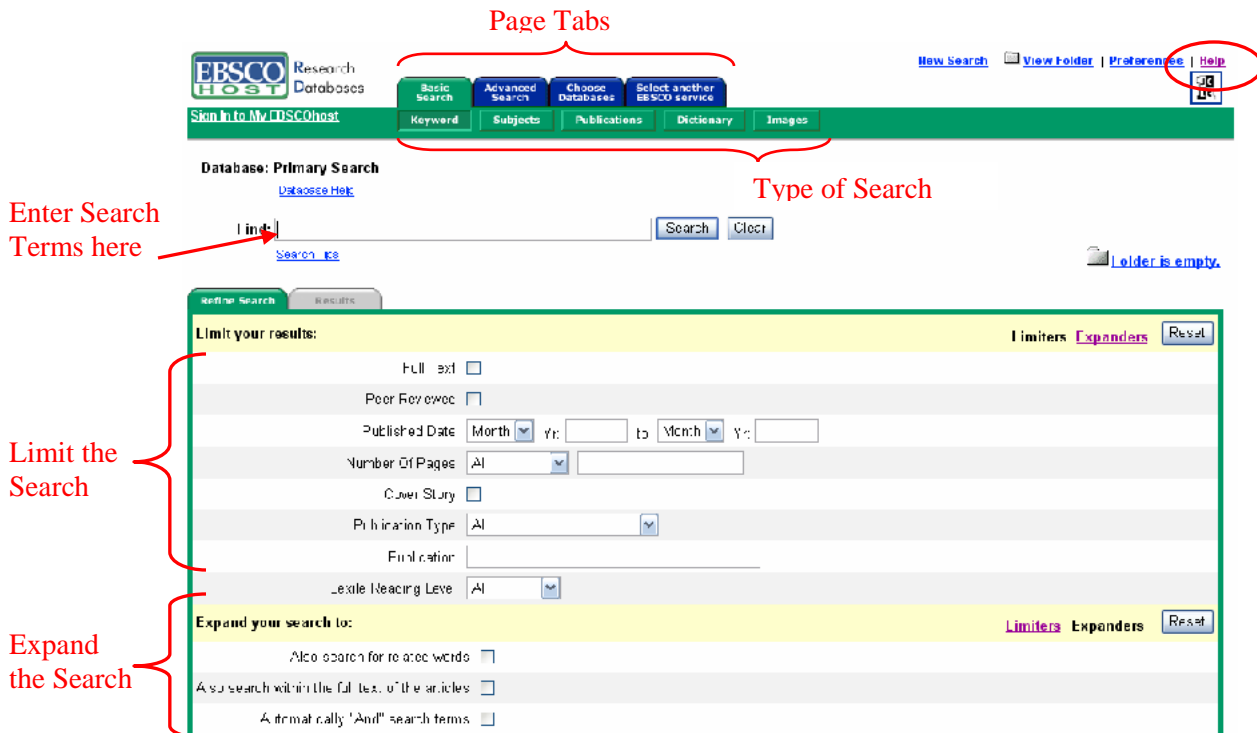 Page Tabs
New Search View Folder | Preferences | Help
EBSCO HOST Research Databases
Basic Search Advanced Search Choose Databases Select another EBSCO service
Sign In to My EBSCOhost Keyword Subjects Publications Dictionary Images
Database: Primary Search
Database Help
Type of Search
Enter Search
Terms here
Find: Search Clear
Search Tips
Folder is empty.
Refine Search Results
Limit your results: Limiters Expanders Reset
Full Text
Peer Reviewed
Published Date Month Yr: to Month Yr:
Number Of Pages All
Cover Story
Limit the
Search
Publication Type All
Publication
Lexile Reading Level All
Expand your search to: Limiters Expanders Reset
Expand
the Search
Also search for related words
Also search within the full text of the articles
Automatically "And" search terms